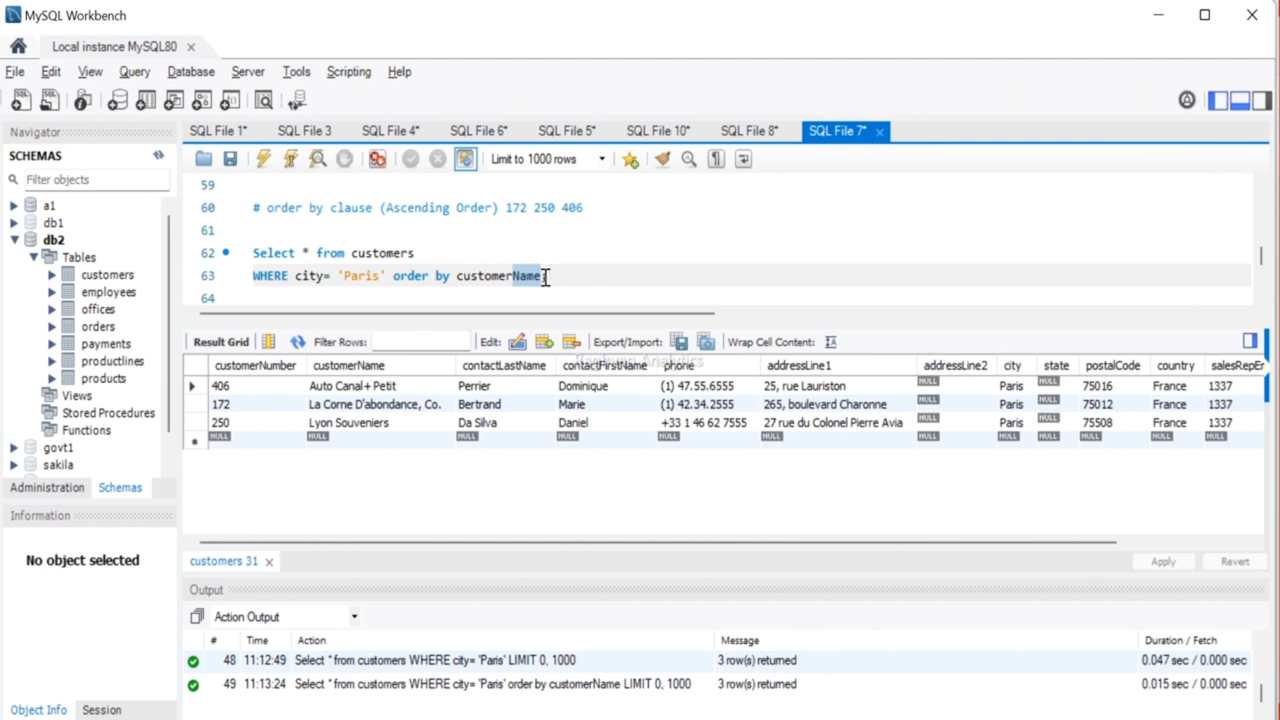 MySQL Workbench
Local instance MySQL80
File Edit View Query Database Server Tools Scripting Help
Navigator
SCHEMAS
Filter objects
a1
db1
db2
Tables
customers
employees
offices
orders
payments
productlines
products
Views
Stored Procedures
Functions
govt1
sakila
Administration Schemas
Information
No object selected
Object Info Session
SQL File 1* SQL File 3 SQL File 4* SQL File 6* SQL File 5* SQL File 10* SQL File 8* SQL File 7*
Limit to 1000 rows
59
60 # order by clause (Ascending Order) 172 250 406
61
62 Select * from customers
63 WHERE city= 'Paris' order by customerName;
64
Result Grid Filter Rows: Edit: Export/Import: Wrap Cell Content:
customerNumber customerName contactLastName contactFirstName phone addressLine1 addressLine2 city state postalCode country salesRepEr
406 Auto Canal+ Petit Perrier Dominique (1) 47.55.6555 25, rue Lauriston NULL Paris NULL 75016 France 1337
172 La Corne D'abondance, Co. Bertrand Marie (1) 42.34.2555 265, boulevard Charonne NULL Paris NULL 75012 France 1337
250 Lyon Souveniers Da Silva Daniel +33 1 46 62 7555 27 rue du Colonel Pierre Avia NULL Paris NULL 75508 France 1337
NULL NULL NULL NULL NULL NULL NULL NULL NULL NULL NULL NULL
customers 31
Apply Revert
Output
Action Output
# Time Action Message Duration / Fetch
48 11:12:49 Select * from customers WHERE city= 'Paris' LIMIT 0, 1000 3 row(s) returned 0.047 sec / 0.000 sec
49 11:13:24 Select * from customers WHERE city= 'Paris' order by customerName LIMIT 0, 1000 3 row(s) returned 0.015 sec / 0.000 sec